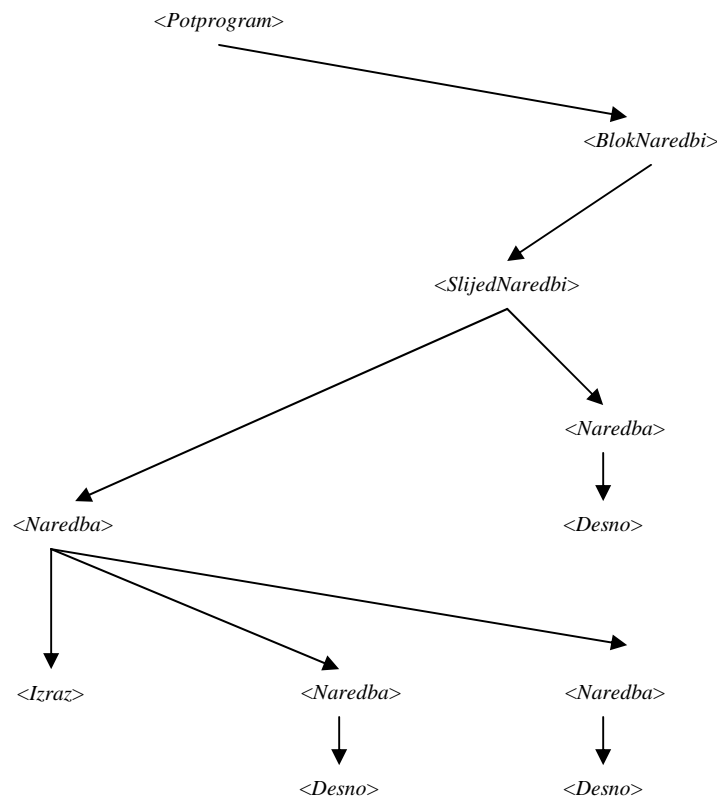 <Potprogram>
<BlokNaredbi>
<SlijedNaredbi>
<Naredba>
<Naredba>
<Desno>
<Izraz>
<Naredba>
<Naredba>
<Desno>
<Desno>